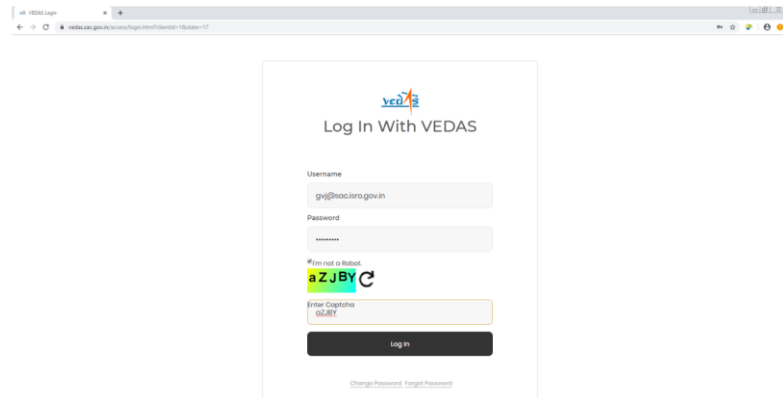 VEDAS Login
vedas.sac.gov.in/access/login.html?clientId=1&state=17
vedas
Log In With VEDAS
Username
gvj@sac.isro.gov.in
Password
I'm not a Robot.
aZJBY
Enter Captcha
aZJBY
Log In
Change Password Forgot Password